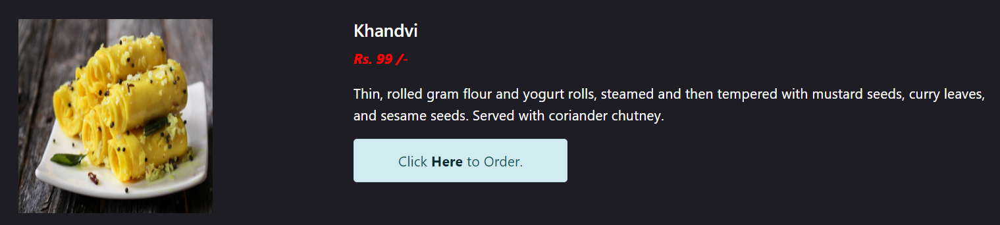 Khandvi
Rs. 99 /-
Thin, rolled gram flour and yogurt rolls, steamed and then tempered with mustard seeds, curry leaves,
and sesame seeds. Served with coriander chutney.
Click Here to Order.